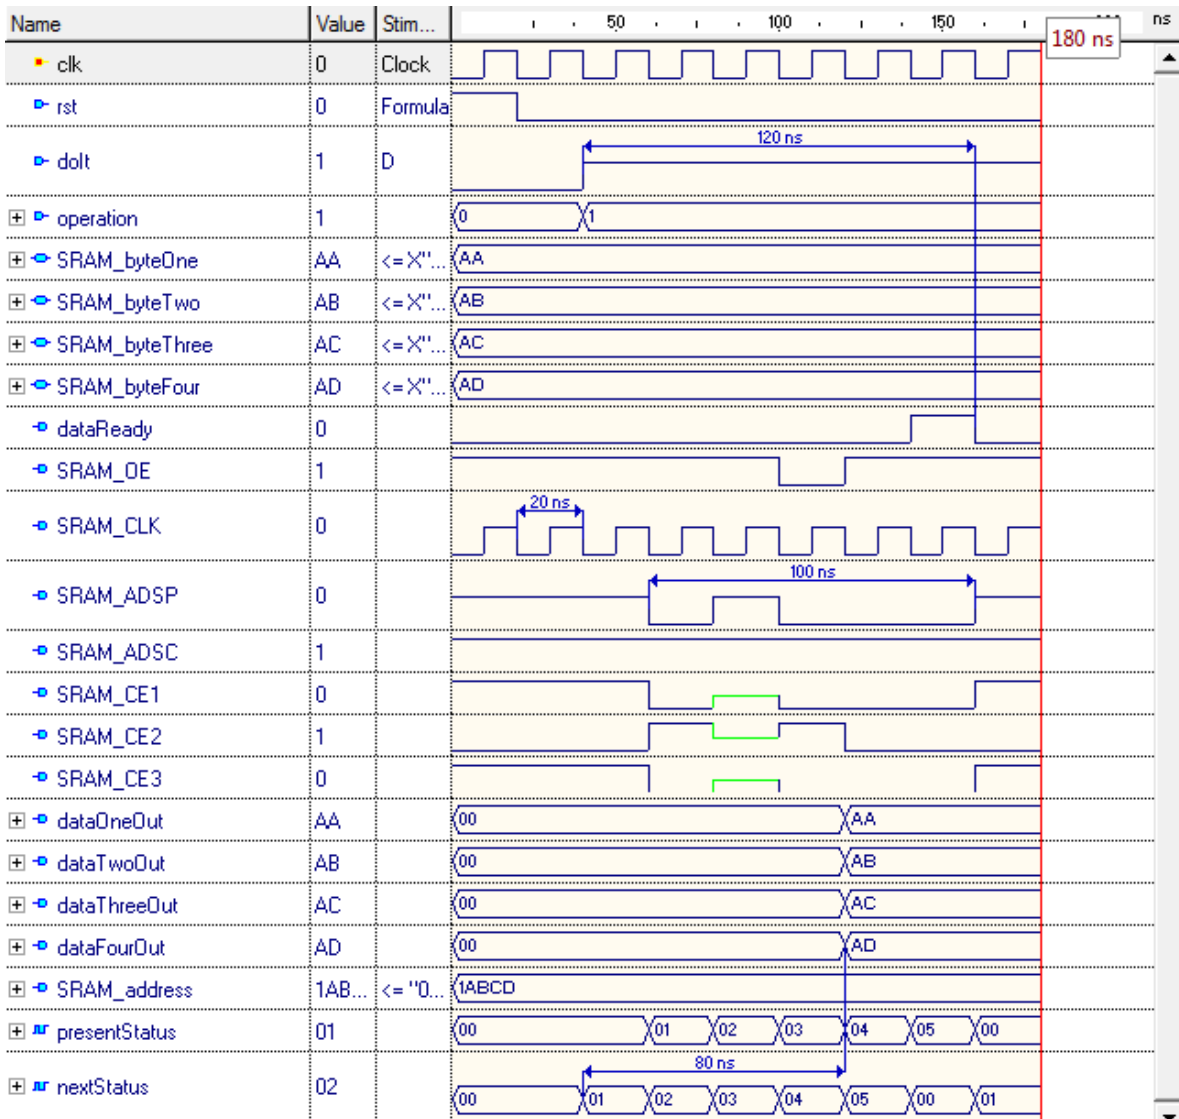 Name Value Stim... 50 100 150 ns
180 ns
clk 0 Clock
rst 0 Formula
120 ns
doIt 1 D
operation 1 0 1
SRAM_byteOne AA <= X"... AA
SRAM_byteTwo AB <= X"... AB
SRAM_byteThree AC <= X"... AC
SRAM_byteFour AD <= X"... AD
dataReady 0
SRAM_OE 1
20 ns
SRAM_CLK 0
100 ns
SRAM_ADSP 0
SRAM_ADSC 1
SRAM_CE1 0
SRAM_CE2 1
SRAM_CE3 0
dataOneOut AA 00 AA
dataTwoOut AB 00 AB
dataThreeOut AC 00 AC
dataFourOut AD 00 AD
SRAM_address 1AB... <= "0... 1ABCD
presentStatus 01 00 01 02 03 04 05 00
80 ns
nextStatus 02 00 01 02 03 04 05 00 01